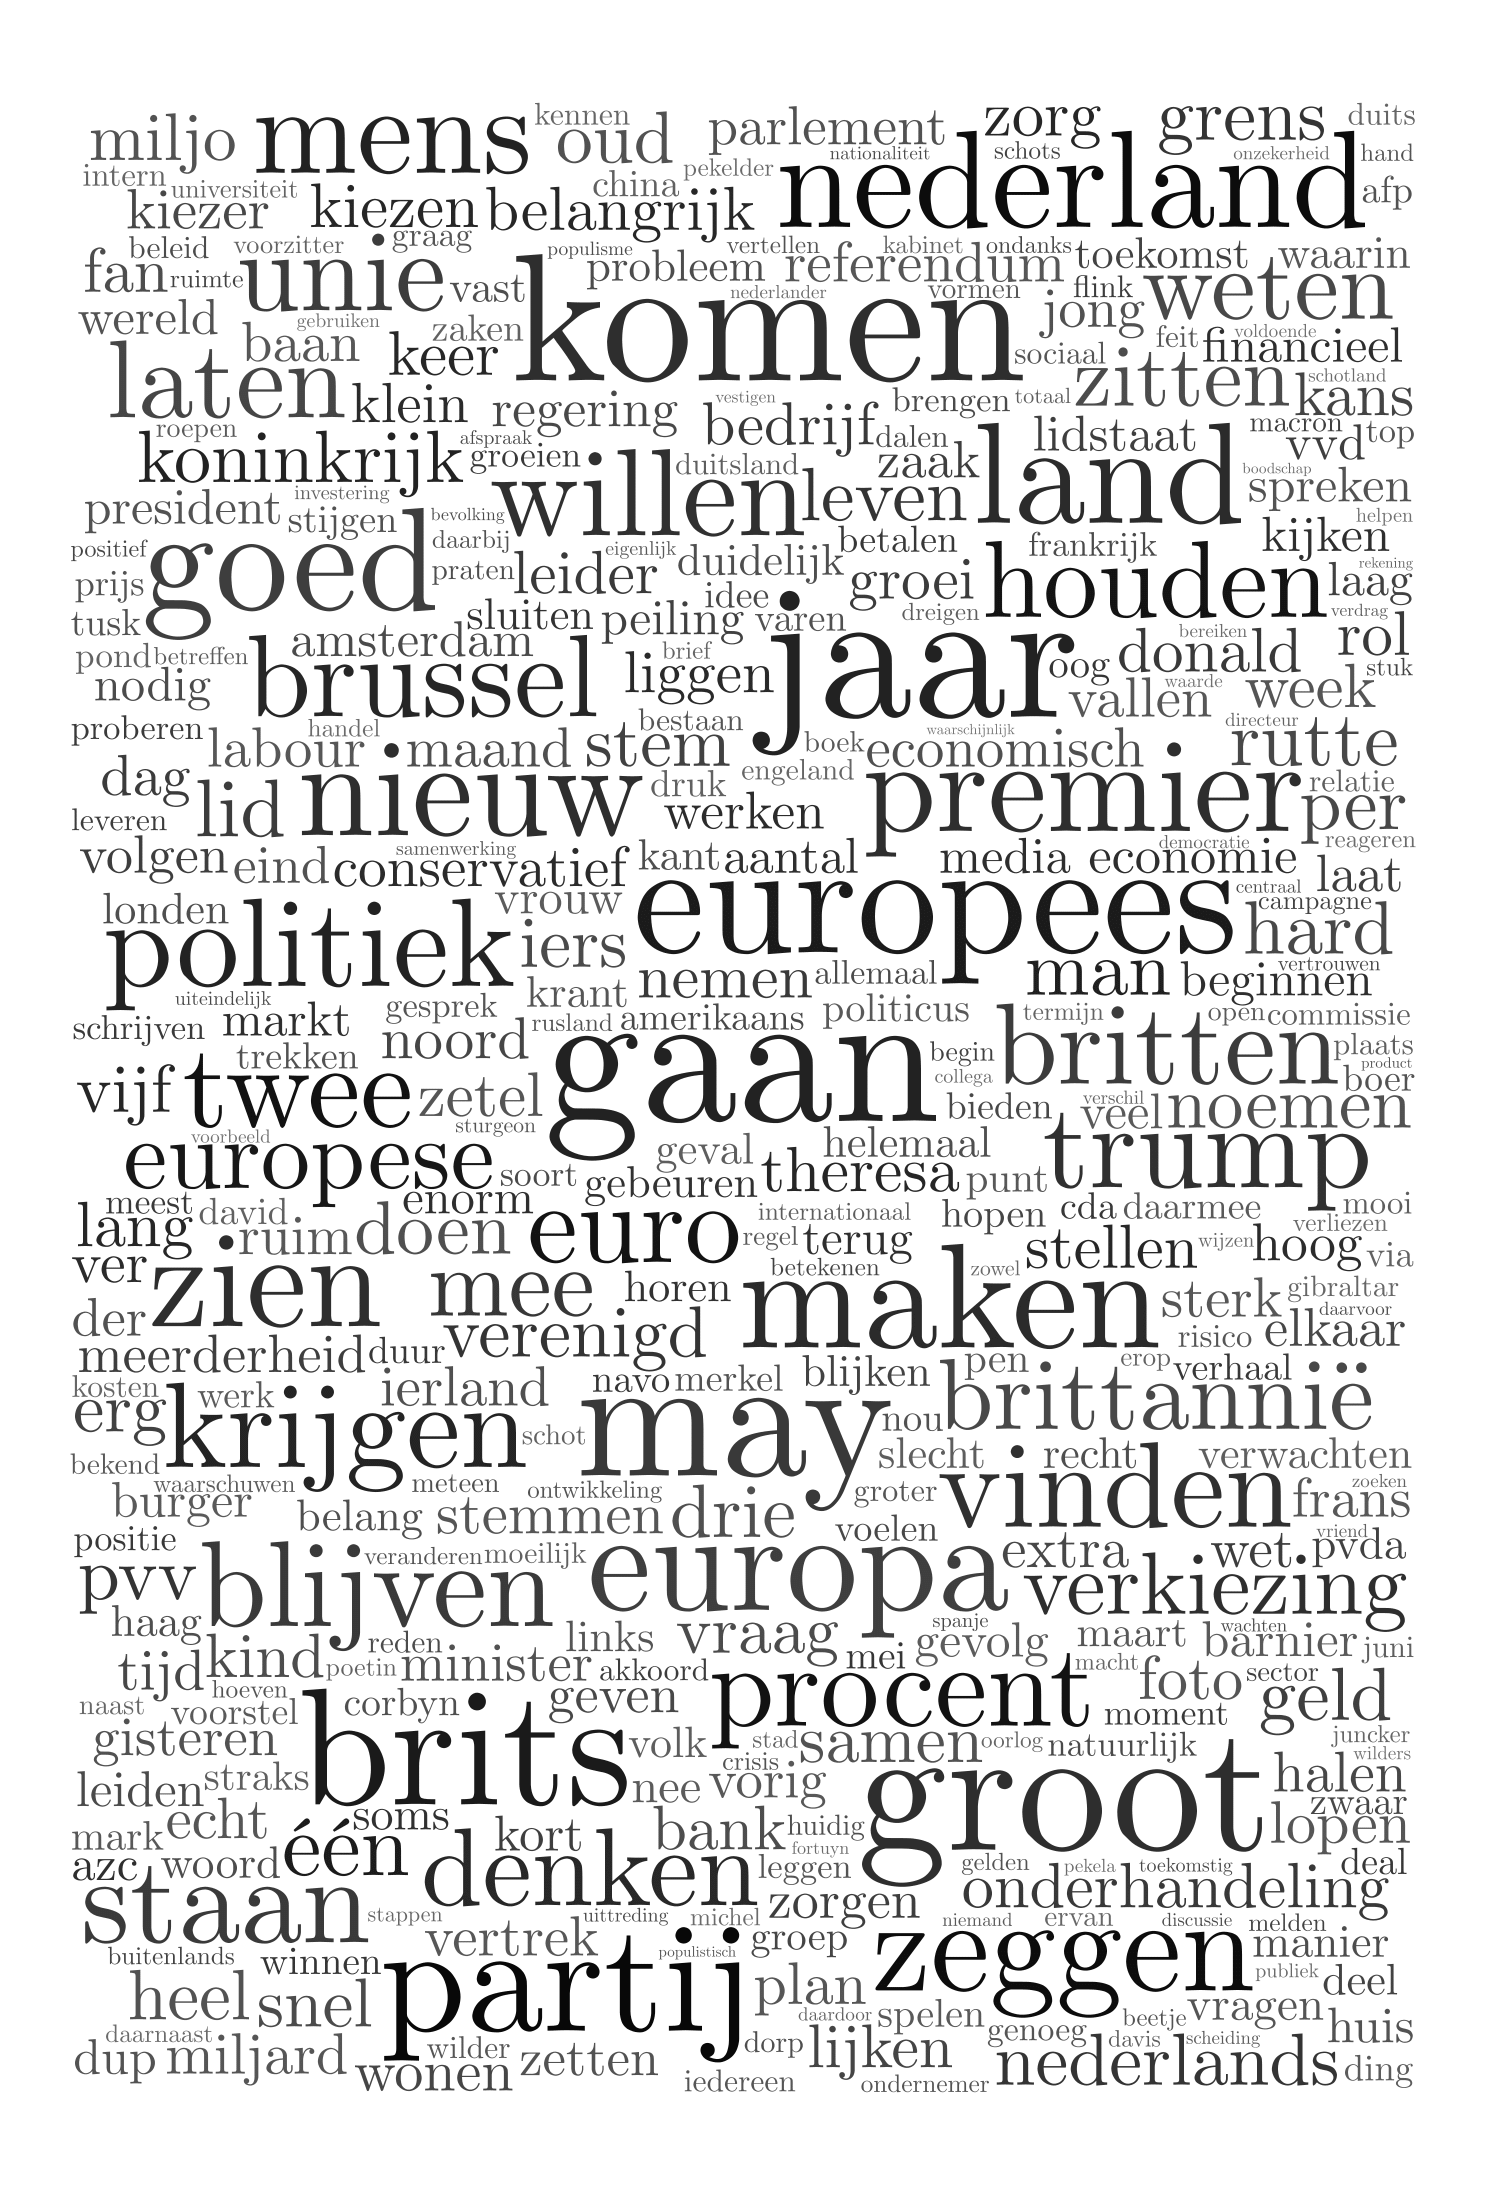 miljo mens kennen oud parlement zorg grens duits
intern universiteit china pekelder nationaliteit schots onzekerheid hand
kiezer kiezen belangrijk nederland afp
beleid voorzitter graag populisme vertellen kabinet ondanks toekomst waarin
fan ruimte unie vast probleem referendum
wereld gebruiken zaken komen nederlander vormen flink jong weten
baan keer sociaal feit voldoende financieel
laten klein regering vestigen bedrijf brengen totaal zitten schotland kans
roepen koninkrijk afspraak groeien dalen lidstaat macron vvd top
president investering stijgen willen duitsland leven zaak land boodschap spreken
positief goed bevolking daarbij eigenlijk duidelijk betalen frankrijk kijken helpen
prijs praten leider idee groei houden rekening laag
tusk sluiten peiling varen dreigen verdrag
pond betreffen amsterdam brief jaar oog donald bereiken rol
nodig brussel liggen vallen waarde week stuk
proberen handel bestaan waarschijnlijk directeur
labour maand stem boek economisch rutte
dag lid nieuw druk engeland premier relatie
leveren werken per
volgen eind samenwerking conservatief kant aantal media economie democratie reageren
londen vrouw europees centraal laat
politiek iers campagne hard
uiteindelijk krant nemen allemaal man vertrouwen beginnen
schrijven markt gesprek rusland amerikaans politicus termijn open commissie
trekken noord gaan begin britten plaats
vijf twee zetel collega product boer
sturgeon bieden verschil veel noemen
voorbeeld europese soort geval helemaal trump
gebeuren theresa punt
meest david enorm internationaal hopen cda daarmee mooi
lang ruim doen euro regel terug stellen wijzen verliezen hoog via
ver zien mee horen betekenen maken zowel gibraltar
der verenigd sterk daarvoor
meerderheid duur risico elkaar
kosten werk ierland navo merkel blijken pen erop verhaal
erg krijgen schot may nou brittannië
bekend slecht recht verwachten
waarschuwen meteen ontwikkeling groter vinden zoeken
burger belang stemmen drie frans
positie voelen vriend
pvv blijven veranderen moeilijk europa extra wet pvda
verkiezing
haag reden links vraag spanje gevolg maart wachten barnier juni
tijd kind poetin minister akkoord mei macht
naast hoeven corbyn geven procent foto sector geld
gisteren voorstel brits volk stad samen oorlog moment natuurlijk juncker
wilders
leiden straks nee crisis vorig groot halen
mark echt soms kort bank huidig zwaar lopen
azc woord één denken fortuyn leggen gelden pekela toekomstig deal
staan stappen uittreding michel zorgen onderhandeling
vertrek niemand ervan discussie melden
buitenlands winnen partij populistisch groep zeggen manier
heel snel plan publiek deel
daarnaast daardoor spelen beetje vragen
dup miljard wilder dorp lijken genoeg davis scheiding huis
wonen zetten iedereen ondernemer nederlands ding